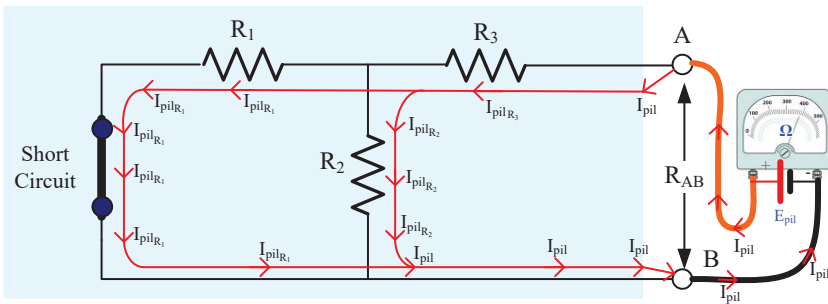 R1 R3 A
IpilR1 IpilR1 IpilR3 Ipil
0 100 200 300 400 500
Ω
IpilR1 IpilR2
Short
Circuit
R2
RAB
+ -
IpilR1 IpilR2
Epil
IpilR1 IpilR2
Ipil
IpilR1 Ipil Ipil Ipil B Ipil
Ipil